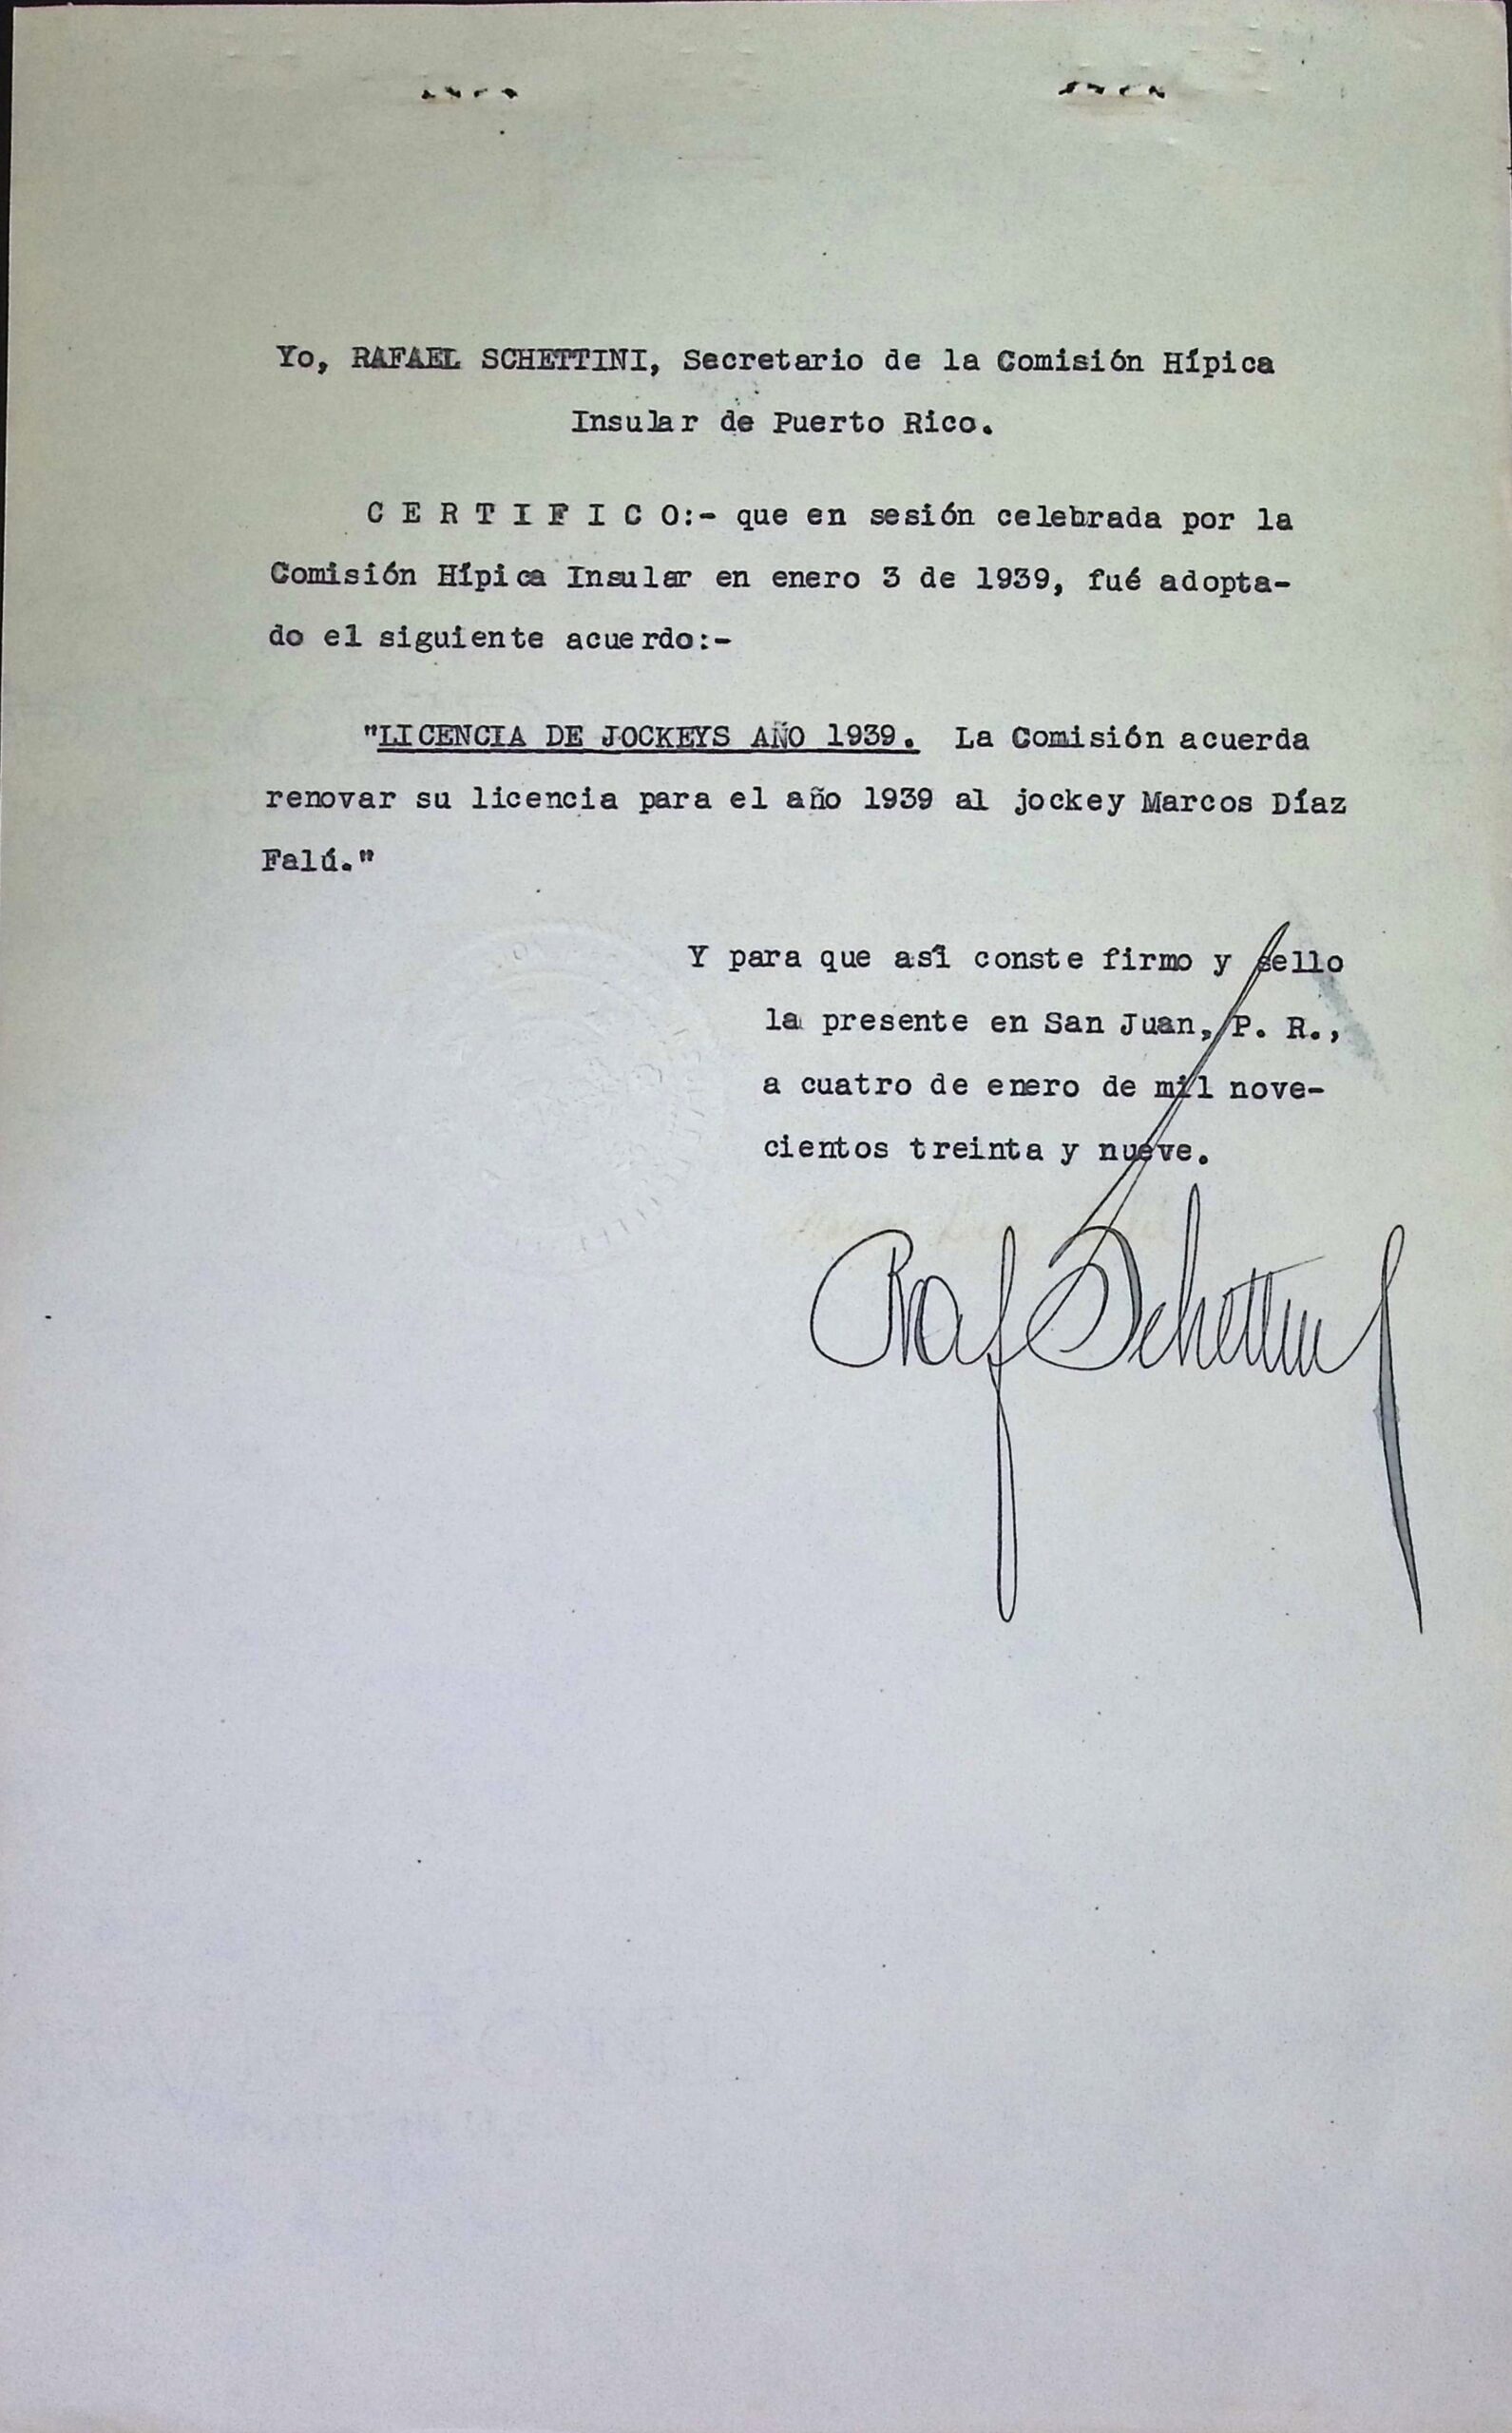 Yo, RAFAEL SCHETTINI, Secretario de la Comisión Hípica
Insular de Puerto Rico.
C E R T I F I C O:- que en sesión celebrada por la
Comisión Hípica Insular en enero 3 de 1939, fué adopta-
do el siguiente acuerdo:-
"LICENCIA DE JOCKEYS AÑO 1939. La Comisión acuerda
renovar su licencia para el año 1939 al jockey Marcos Díaz
Falú."
Y para que así conste firmo y sello
la presente en San Juan, P. R.,
a cuatro de enero de mil nove-
cientos treinta y nueve.
Raf Schettini